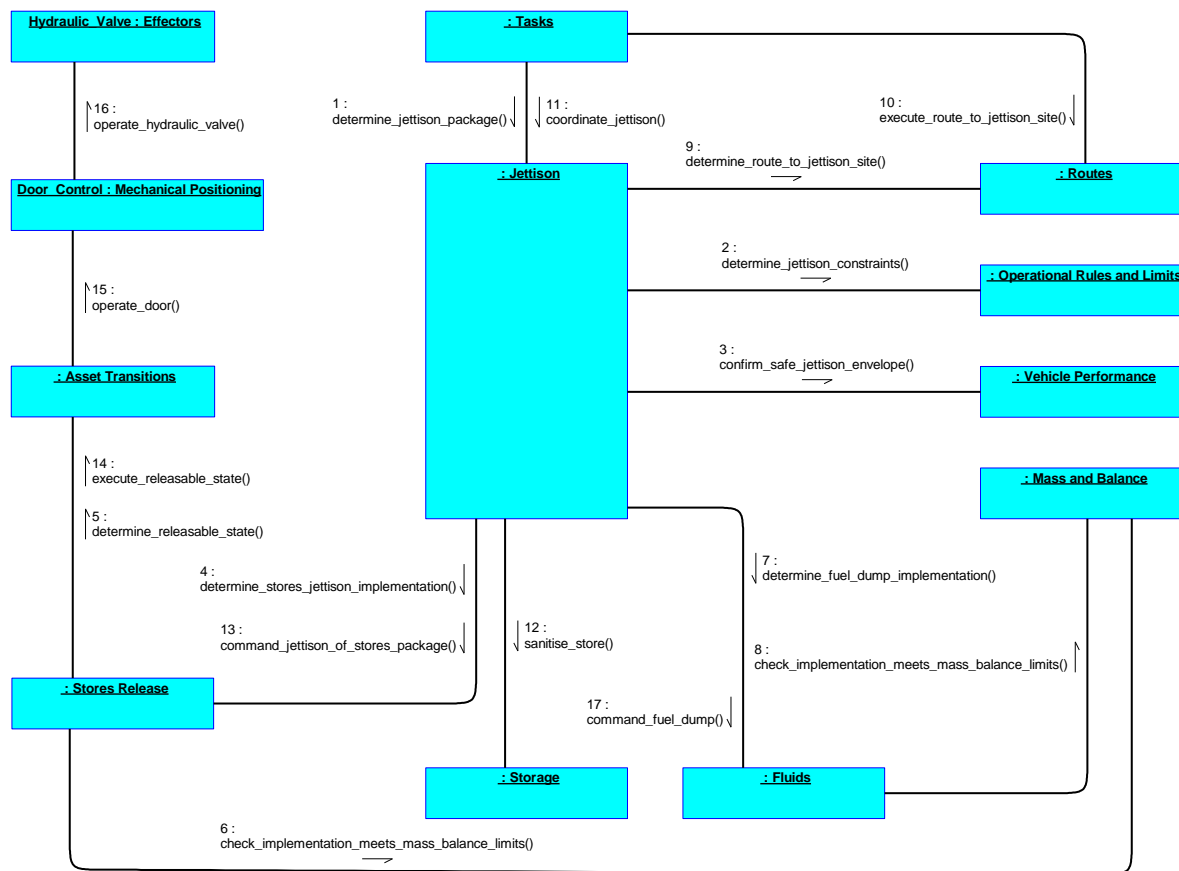 Hydraulic_Valve : Effectors
: Tasks
16 :
operate_hydraulic_valve()
1 :
determine_jettison_package()
11 :
coordinate_jettison()
10 :
execute_route_to_jettison_site()
9 :
determine_route_to_jettison_site()
Door_Control : Mechanical Positioning
: Jettison
: Routes
2 :
determine_jettison_constraints()
: Operational Rules and Limits
15 :
operate_door()
3 :
confirm_safe_jettison_envelope()
: Asset Transitions
: Vehicle Performance
14 :
execute_releasable_state()
: Mass and Balance
5 :
determine_releasable_state()
4 :
determine_stores_jettison_implementation()
7 :
determine_fuel_dump_implementation()
13 :
command_jettison_of_stores_package()
12 :
sanitise_store()
8 :
check_implementation_meets_mass_balance_limits()
: Stores Release
17 :
command_fuel_dump()
: Storage
: Fluids
6 :
check_implementation_meets_mass_balance_limits()